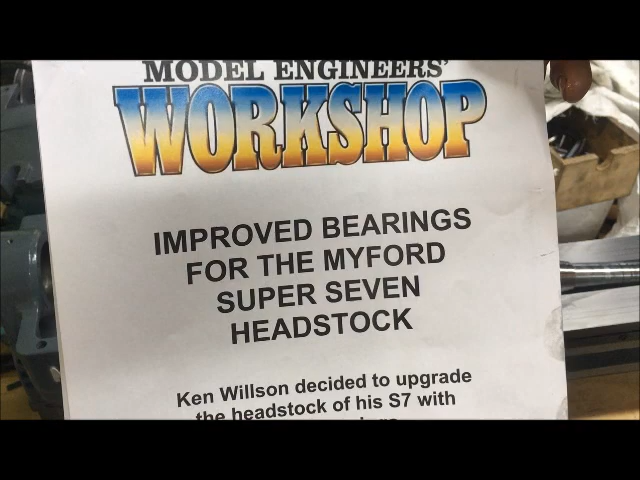 MODEL ENGINEERS'
WORKSHOP
IMPROVED BEARINGS
FOR THE MYFORD
SUPER SEVEN
HEADSTOCK
Ken Willson decided to upgrade
the headstock of his S7 with